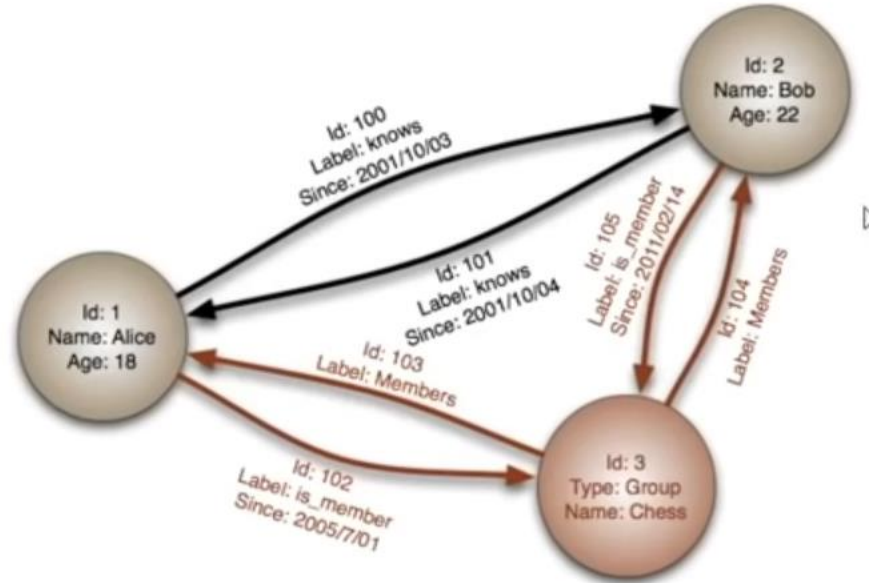 Id: 2
Name: Bob
Age: 22
Id: 100
Label: knows
Since: 2001/10/03
Id: 101
Label: knows
Since: 2001/10/04
Id: 105
Label: is_member
Since: 2011/02/14
Id: 104
Label: Members
Id: 1
Name: Alice
Age: 18
Id: 103
Label: Members
Id: 102
Label: is_member
Since: 2005/7/01
Id: 3
Type: Group
Name: Chess